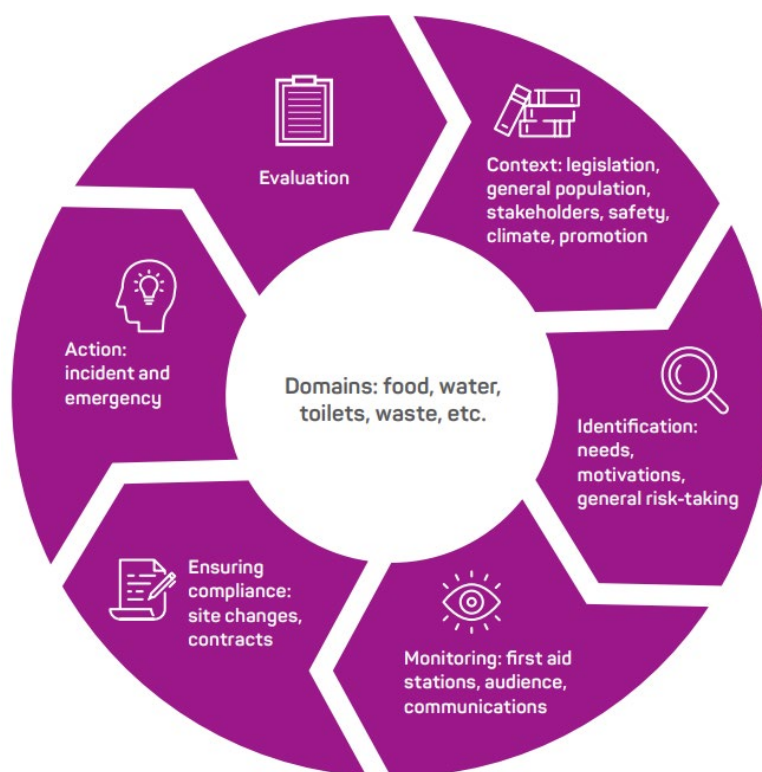 Evaluation
Context: legislation,
general population,
stakeholders, safety,
climate, promotion
Identification:
needs,
motivations,
general risk-taking
Monitoring: first aid
stations, audience,
communications
Ensuring
compliance:
site changes,
contracts
Action:
incident and
emergency
Domains: food, water,
toilets, waste, etc.